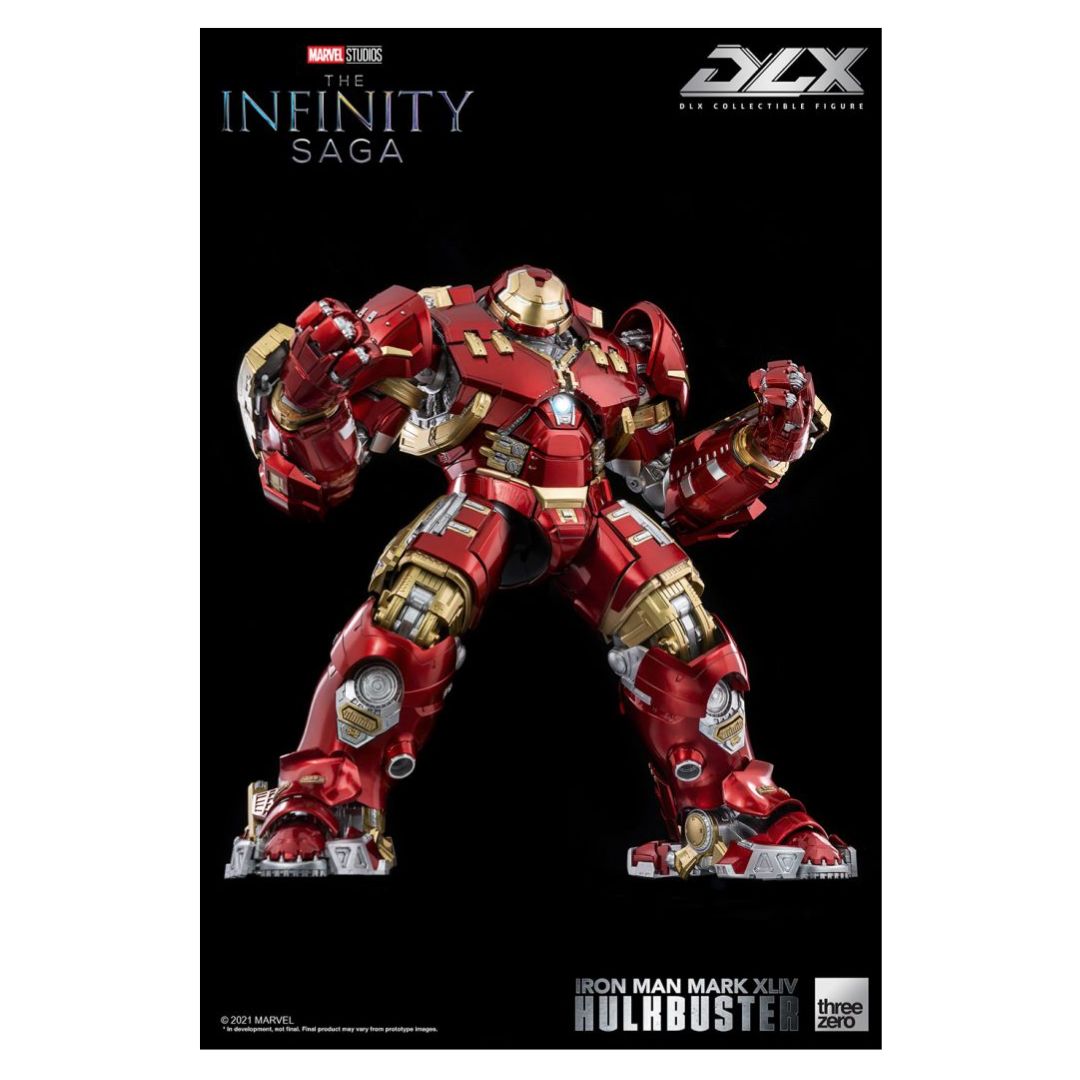 MARVEL STUDIOS
THE
INFINITY
SAGA
DLX
DLX COLLECTIBLE FIGURE
IRON MAN MARK XLIV
HULKBUSTER
three
zero
© 2021 MARVEL
* In development, not final. Final product may vary from prototype images.